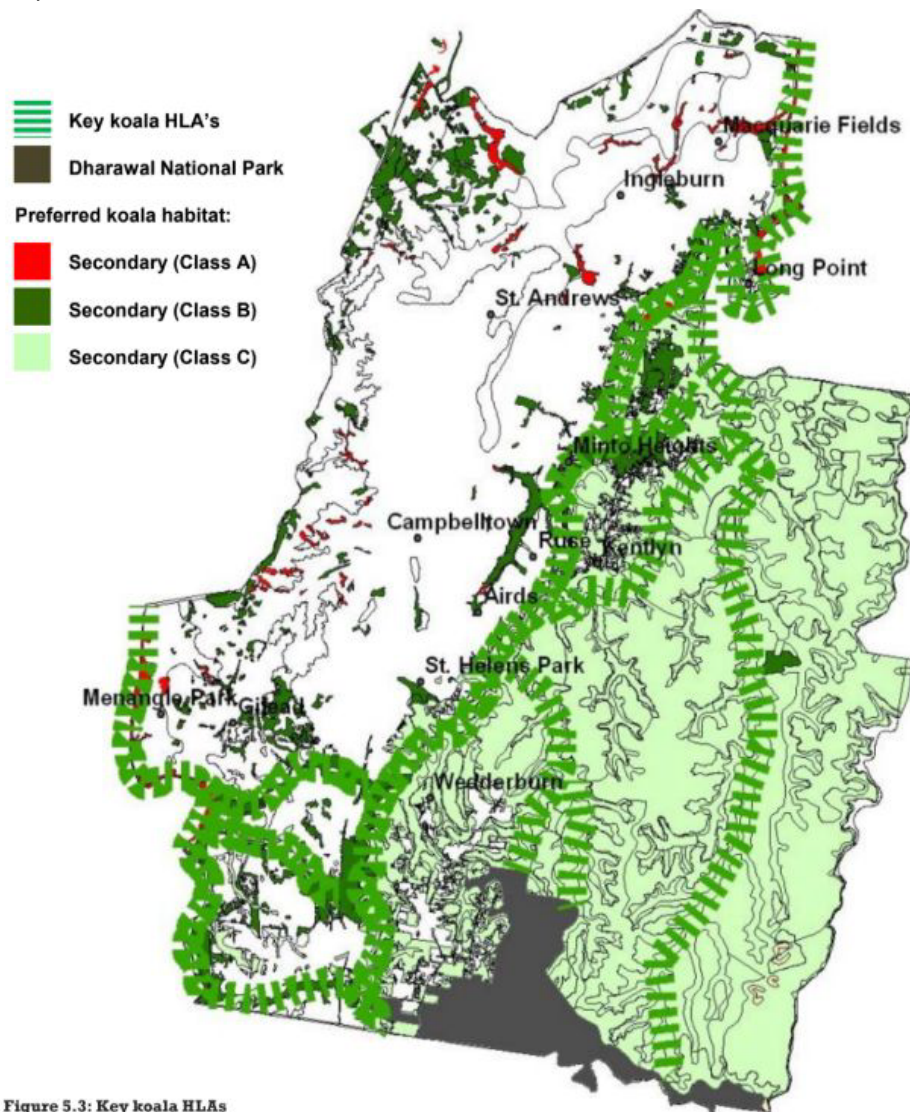 Key koala HLA's
Dharawal National Park
Preferred koala habitat:
Secondary (Class A)
Secondary (Class B)
Secondary (Class C)
Macquarie Fields
Ingleburn
Long Point
St. Andrews
Minto Heights
Campbelltown
Ruse
Kentlyn
Airds
St. Helens Park
Menangle Park
Gilead
Wedderburn
Figure 5.3: Key koala HLAs